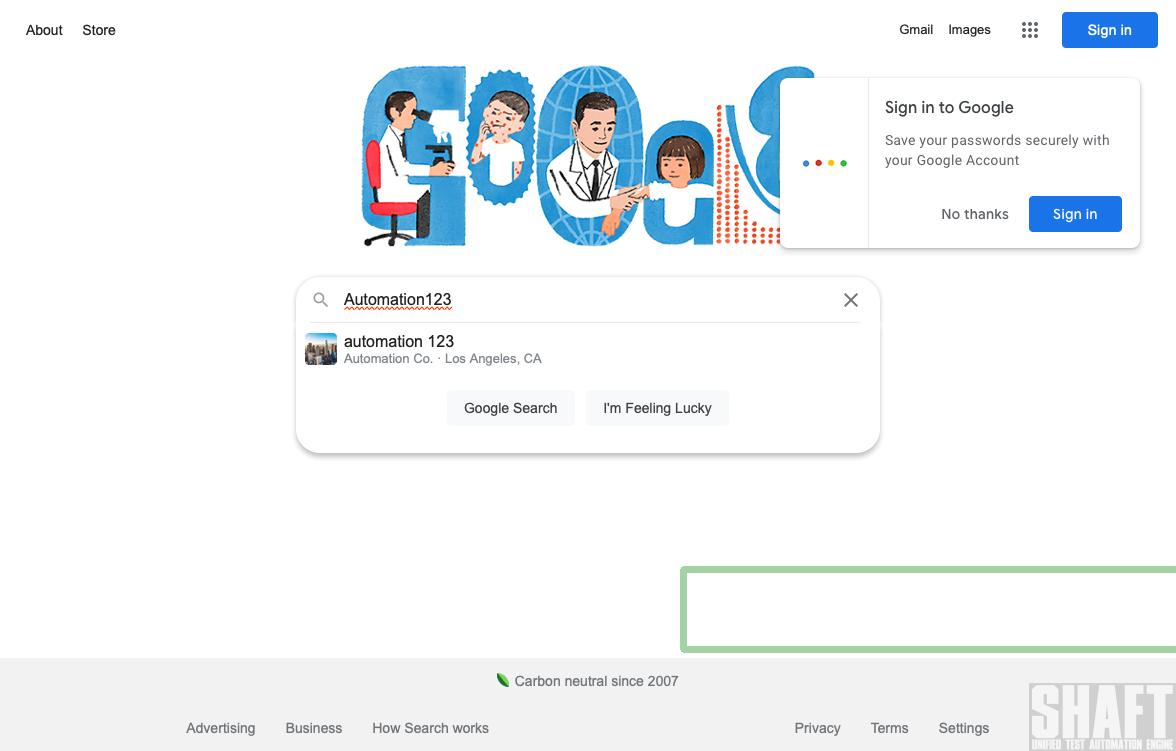 About Store
Gmail Images Sign in
Sign in to Google
Save your passwords securely with
your Google Account
No thanks Sign in
Automation123
automation 123
Automation Co. · Los Angeles, CA
Google Search I'm Feeling Lucky
Carbon neutral since 2007
Advertising Business How Search works Privacy Terms Settings
SHAFT
UNIFIED TEST AUTOMATION ENGINE